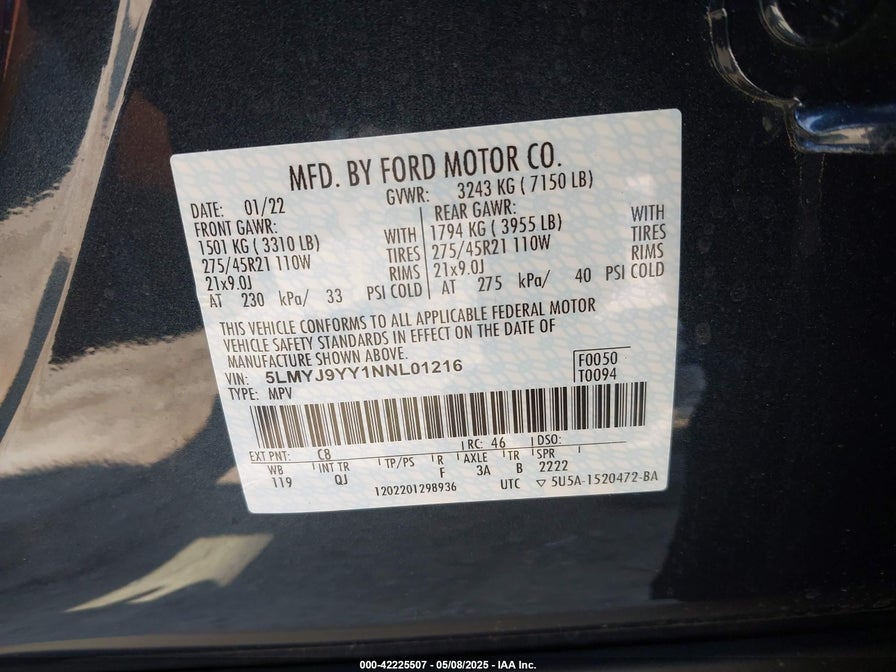 MFD. BY FORD MOTOR CO.
DATE: 01/22 GVWR: 3243 KG ( 7150 LB)
FRONT GAWR: REAR GAWR:
1501 KG ( 3310 LB) WITH 1794 KG ( 3955 LB) WITH
275/45R21 110W TIRES 275/45R21 110W TIRES
21x9.0J RIMS 21x9.0J RIMS
AT 230 kPa/ 33 PSI COLD AT 275 kPa/ 40 PSI COLD
THIS VEHICLE CONFORMS TO ALL APPLICABLE FEDERAL MOTOR
VEHICLE SAFETY STANDARDS IN EFFECT ON THE DATE OF
MANUFACTURE SHOWN ABOVE.
VIN: 5LMYJ9YY1NNL01216 F0050
TYPE: MPV T0094
EXT PNT: C8 RC: 46 DSO:
WB INT TR TP/PS R AXLE TR SPR
119 QJ F 3A B 2222
1202201298936 UTC ▽ 5U5A-1520472-BA
000-42225507 - 05/08/2025 - IAA Inc.